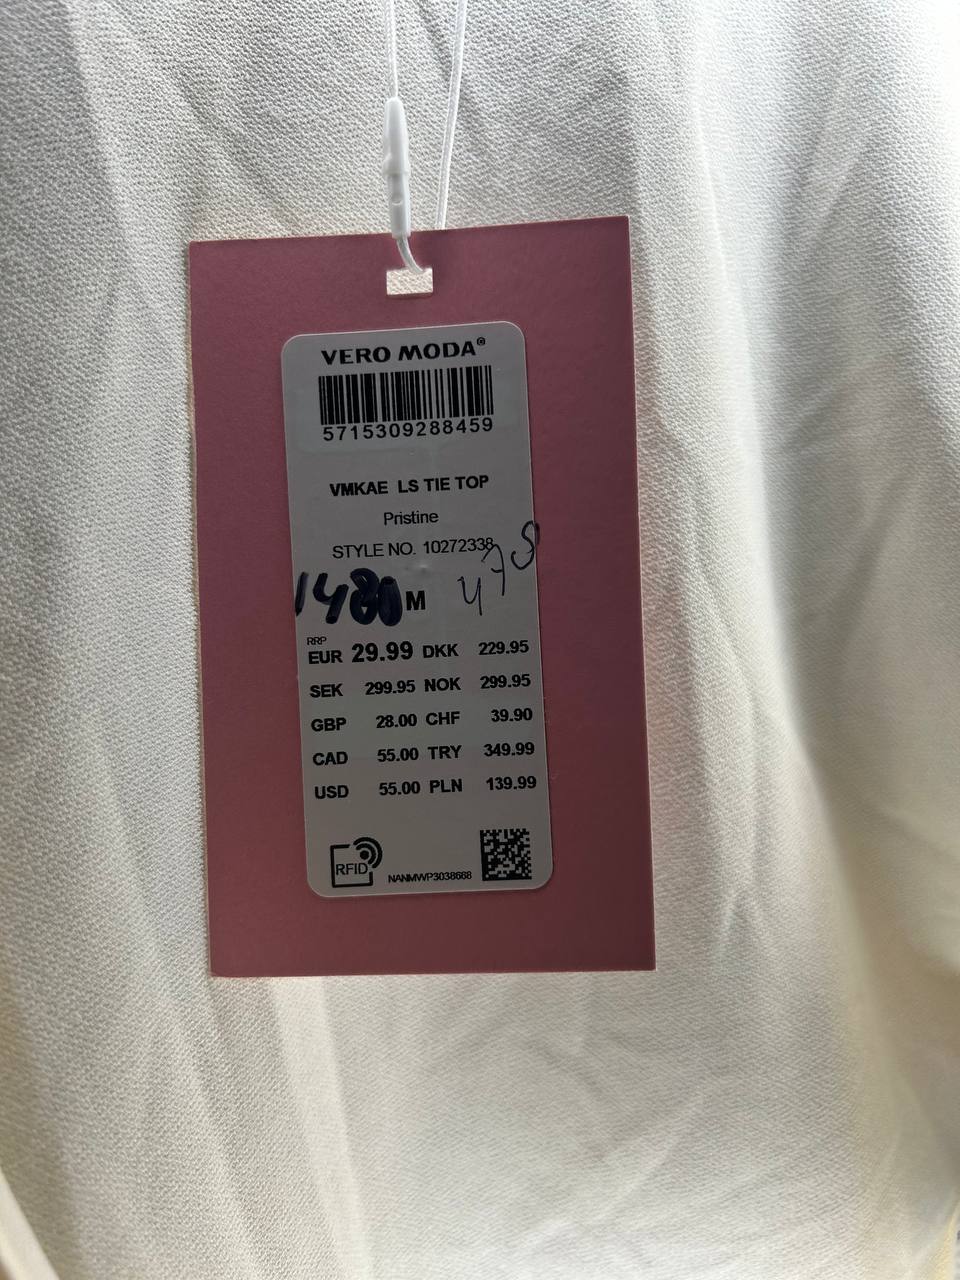 VERO MODA©
5715309288459
VMKAE LS TIE TOP
Pristine
STYLE NO. 10272338
M
RRP
EUR 29.99 DKK 229.95
SEK 299.95 NOK 299.95
GBP 28.00 CHF 39.90
CAD 55.00 TRY 349.99
USD 55.00 PLN 139.99
RFID
NANMWP3038668